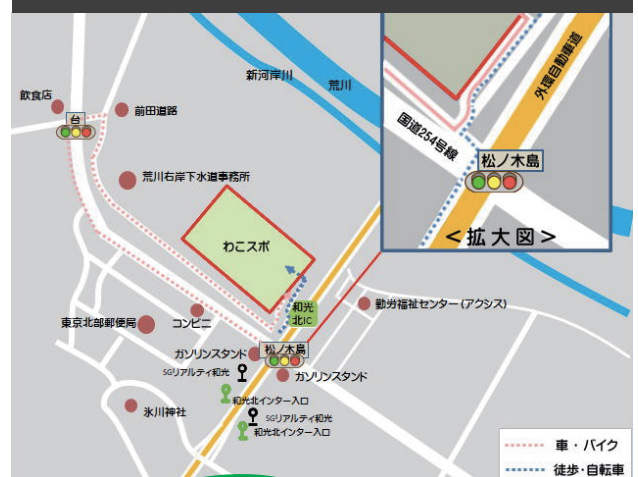 飲食店
台
前田道路
新河岸川
荒川
外環自動車道
国道254号線
松ノ木島
<拡大図>
荒川右岸下水道事務所
わこスポ
和光
北IC
勤労福祉センター(アクシス)
東京北部郵便局
コンビニ
ガソリンスタンド
松ノ木島
ガソリンスタンド
SGリアルティ和光
和光北インター入口
SGリアルティ和光
和光北インター入口
氷川神社
車・バイク
徒歩・自転車